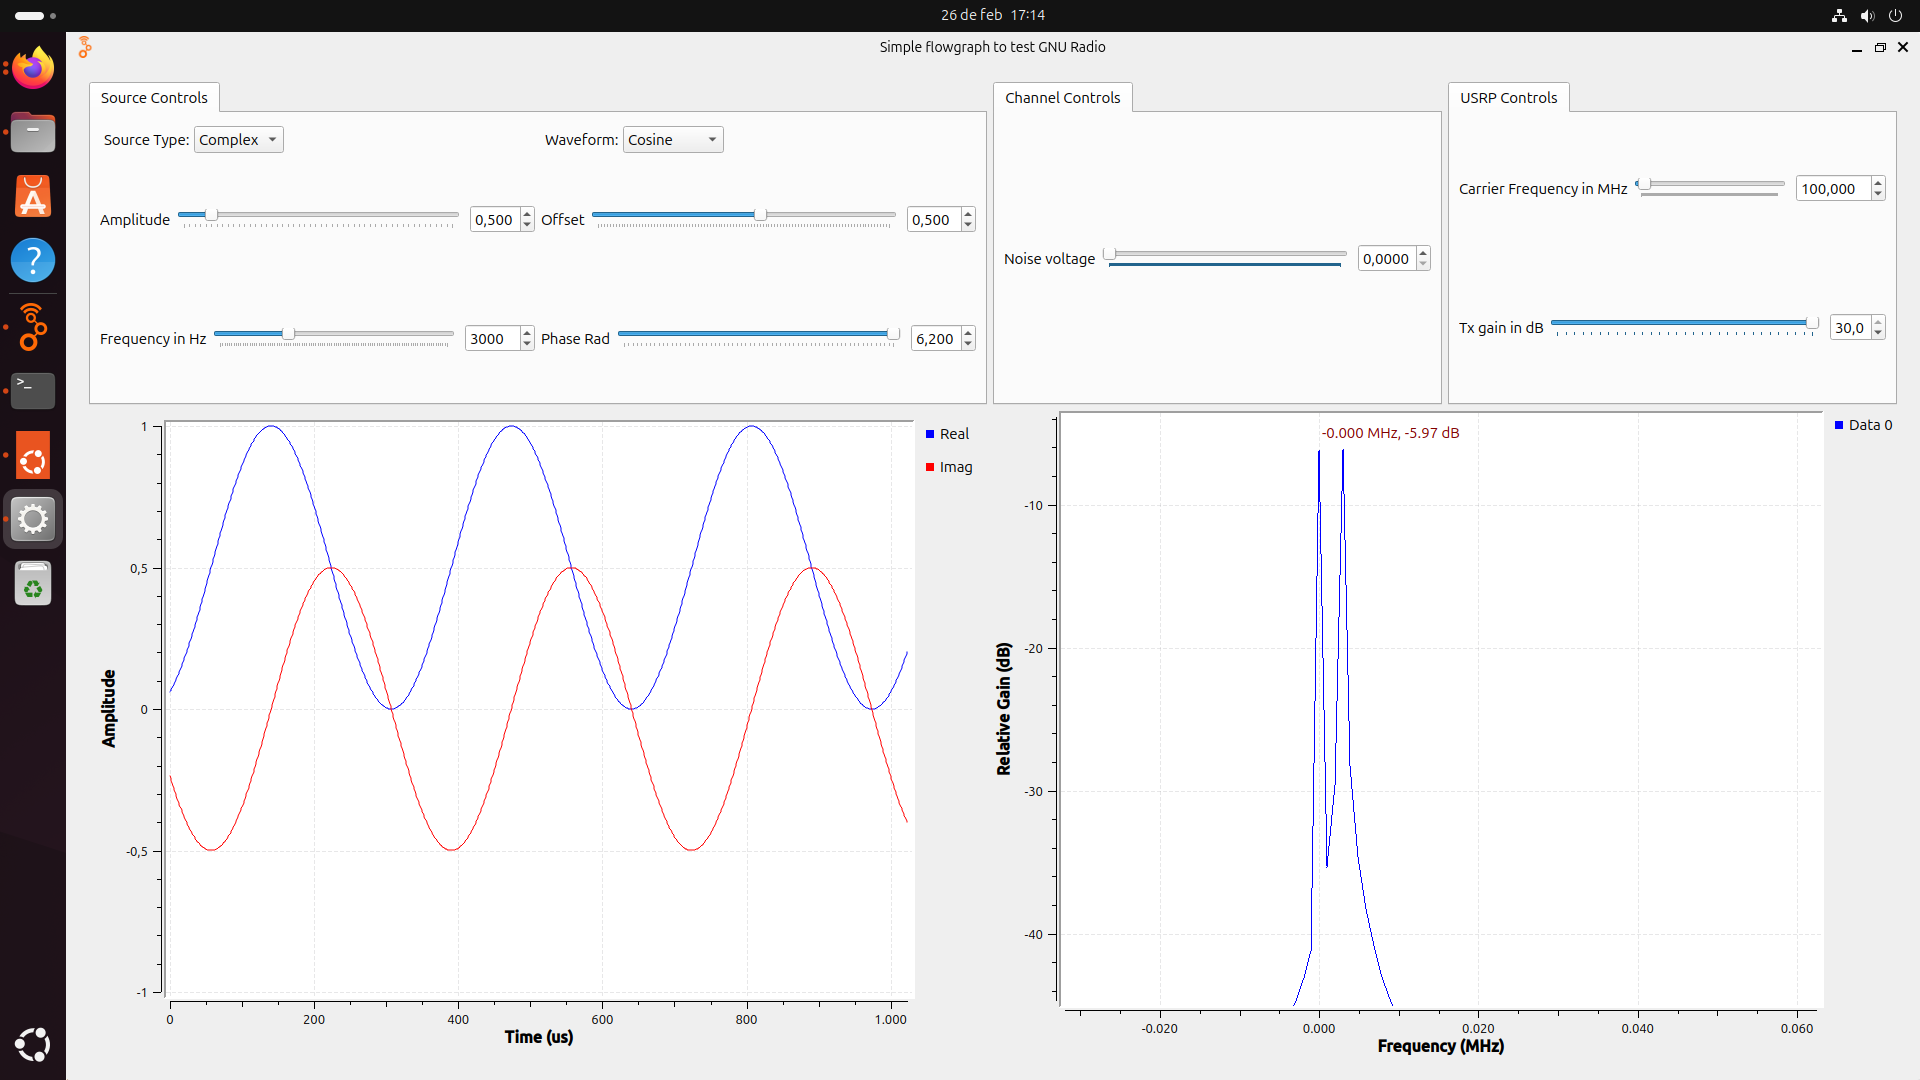 26 de feb 17:14
Simple flowgraph to test GNU Radio
Source Controls
Source Type: Complex
Waveform: Cosine
Amplitude 0,500
Offset 0,500
Frequency in Hz 3000
Phase Rad 6,200
Channel Controls
Noise voltage 0,0000
USRP Controls
Carrier Frequency in MHz 100,000
Tx gain in dB 30,0
1
0,5
0
-0,5
-1
Amplitude
0 200 400 600 800 1.000
Time (us)
Real
Imag
-0.000 MHz, -5.97 dB
-10
-20
-30
-40
Relative Gain (dB)
-0.020 0.000 0.020 0.040 0.060
Frequency (MHz)
Data 0
>_
?